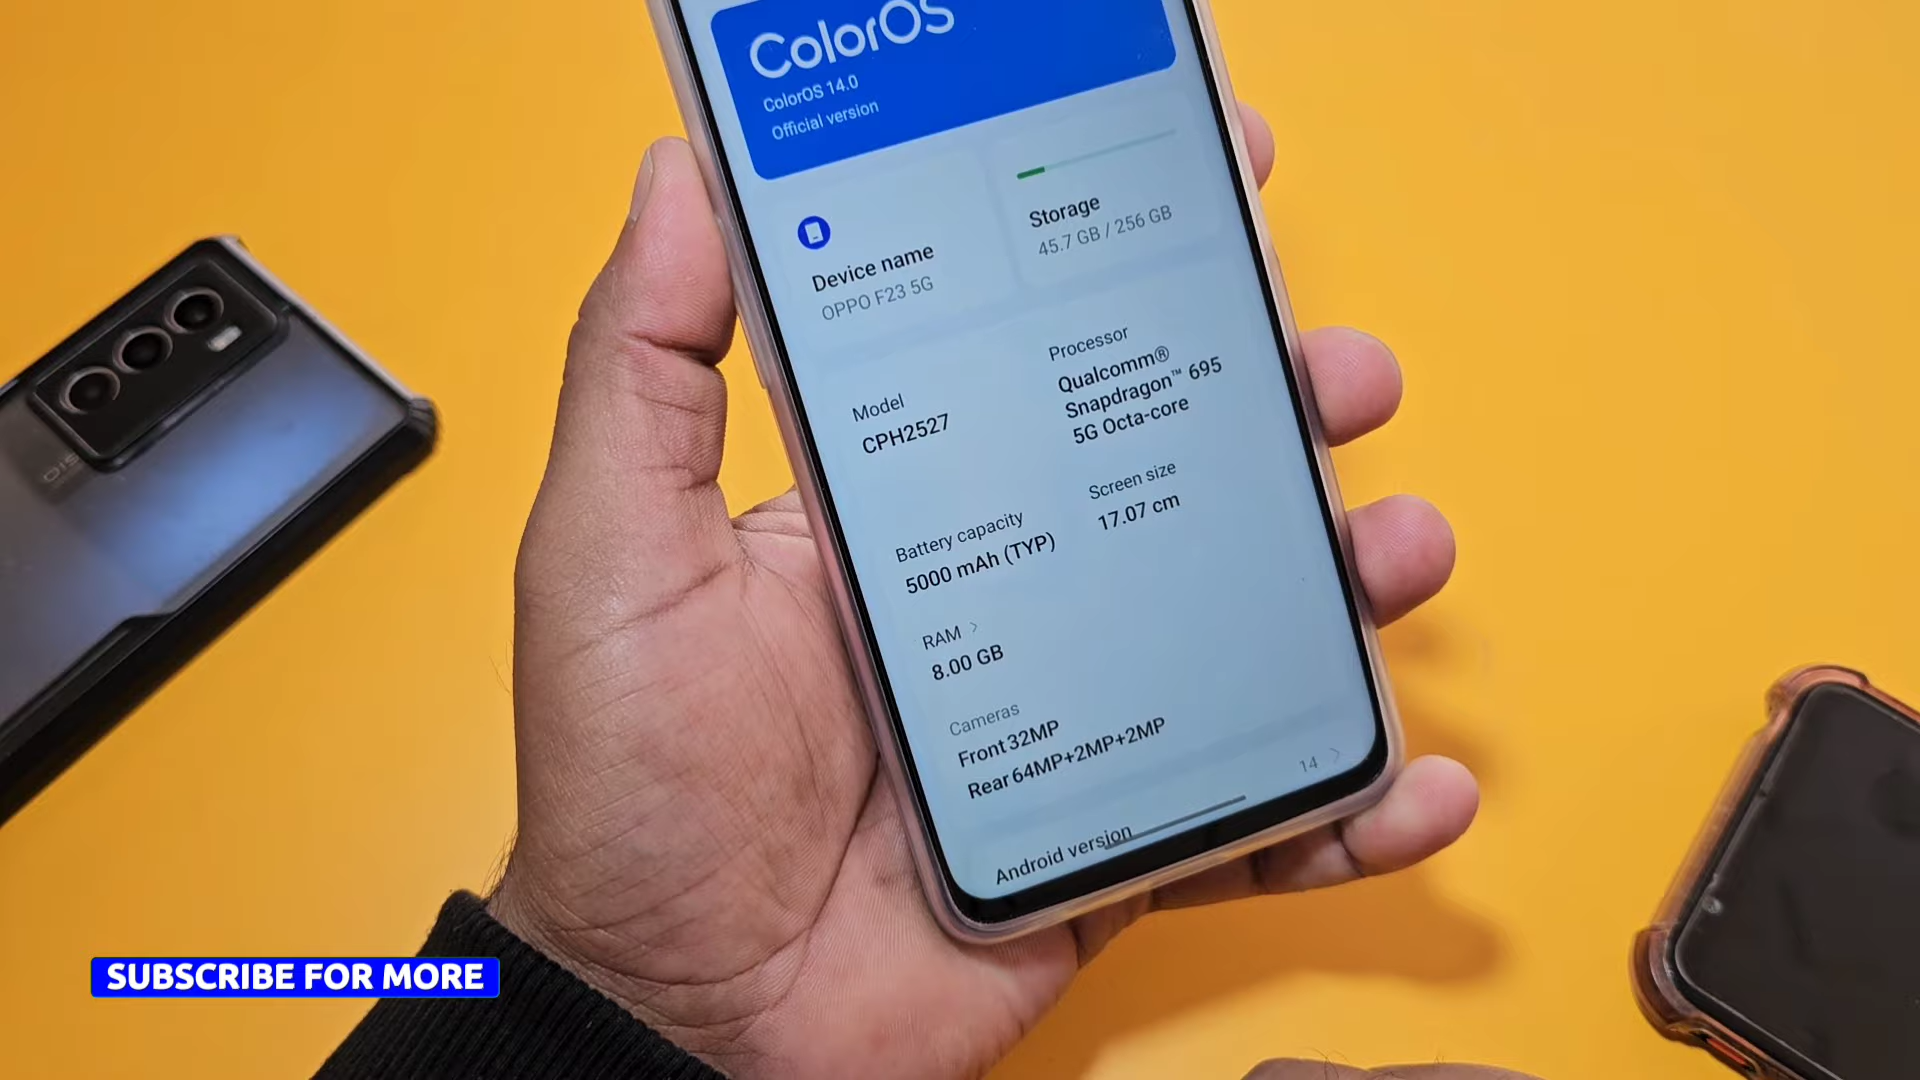 ColorOS
ColorOS 14.0
Official version
Device name
OPPO F23 5G
Storage
45.7 GB / 256 GB
Model
CPH2527
Processor
Qualcomm®
Snapdragon™ 695
5G Octa-core
Battery capacity
5000 mAh (TYP)
Screen size
17.07 cm
RAM >
8.00 GB
Cameras
Front 32MP
Rear 64MP+2MP+2MP
Android version
14 >
SUBSCRIBE FOR MORE